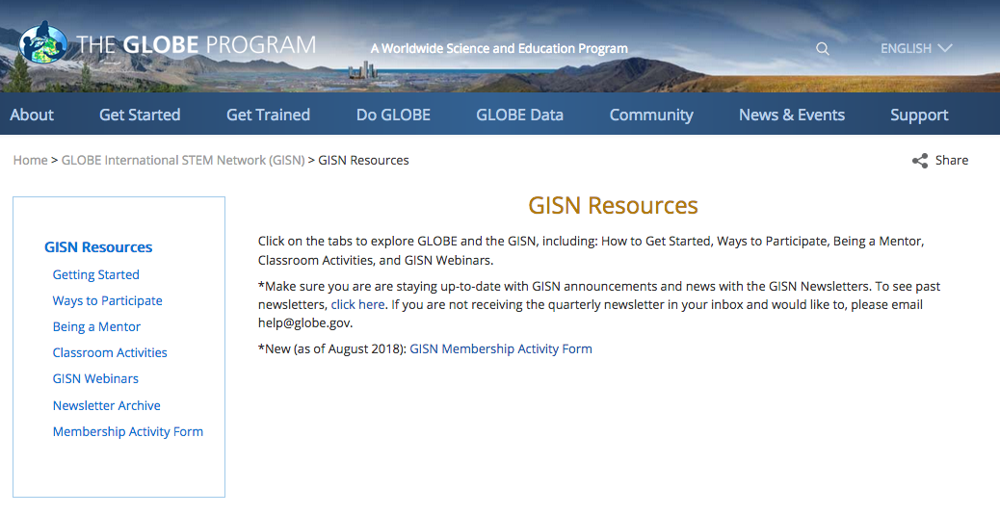 THE GLOBE PROGRAM
A Worldwide Science and Education Program
ENGLISH
About Get Started Get Trained Do GLOBE GLOBE Data Community News & Events Support
Home > GLOBE International STEM Network (GISN) > GISN Resources
Share
GISN Resources
Getting Started
Ways to Participate
Being a Mentor
Classroom Activities
GISN Webinars
Newsletter Archive
Membership Activity Form
GISN Resources
Click on the tabs to explore GLOBE and the GISN, including: How to Get Started, Ways to Participate, Being a Mentor,
Classroom Activities, and GISN Webinars.
*Make sure you are are staying up-to-date with GISN announcements and news with the GISN Newsletters. To see past
newsletters, click here. If you are not receiving the quarterly newsletter in your inbox and would like to, please email
help@globe.gov.
*New (as of August 2018): GISN Membership Activity Form